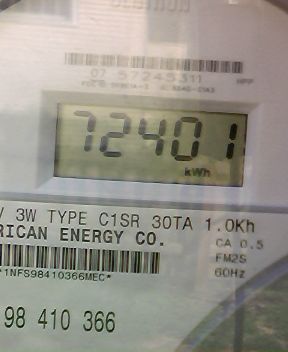 07 57245311
72401
kWh
V 3W TYPE C1SR 30TA 1.0Kh
RICAN ENERGY CO.
CA 0.5
FM2S
60Hz
*1NFS98410366MEC*
98 410 366